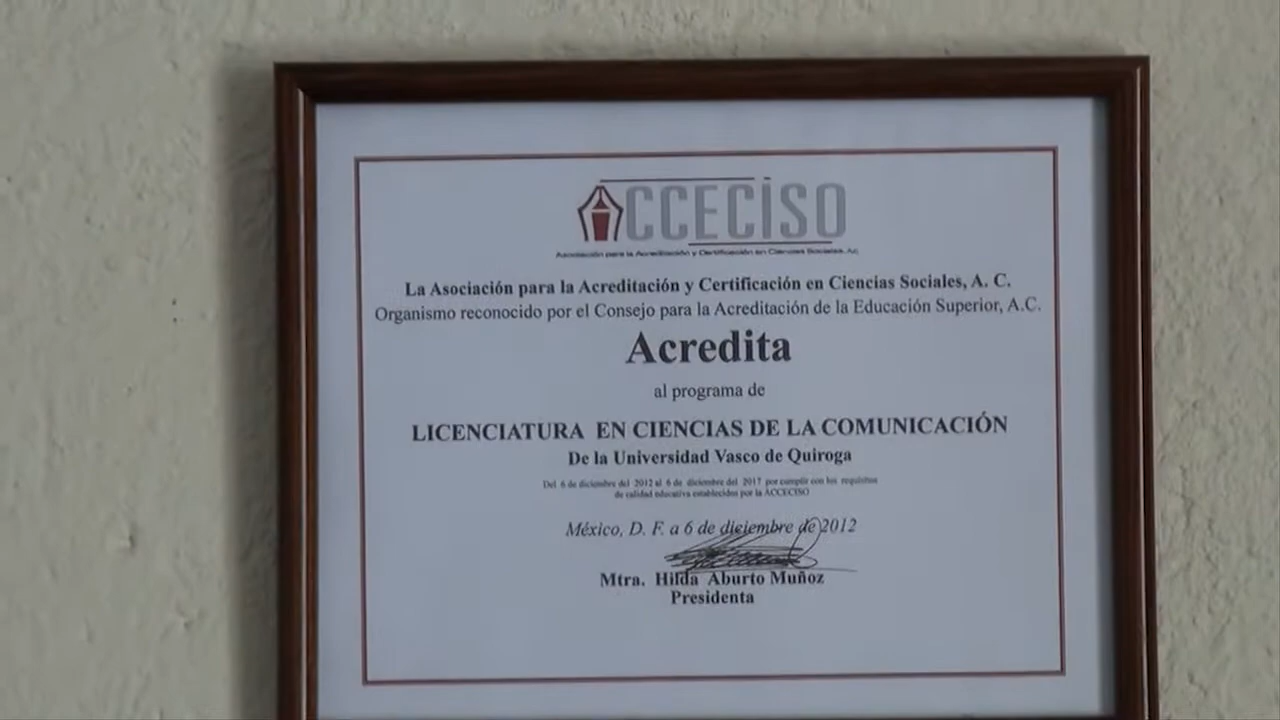 ACCECISO
Asociación para la Acreditación y Certificación en Ciencias Sociales, Ac
La Asociación para la Acreditación y Certificación en Ciencias Sociales, A. C.
Organismo reconocido por el Consejo para la Acreditación de la Educación Superior, A.C.
Acredita
al programa de
LICENCIATURA EN CIENCIAS DE LA COMUNICACIÓN
De la Universidad Vasco de Quiroga
Del 6 de diciembre del 2012 al 6 de diciembre del 2017 por cumplir con los requisitos
de calidad educativa establecidos por la ACCECISO
México, D. F. a 6 de diciembre de 2012
Mtra. Hilda Aburto Muñoz
Presidenta